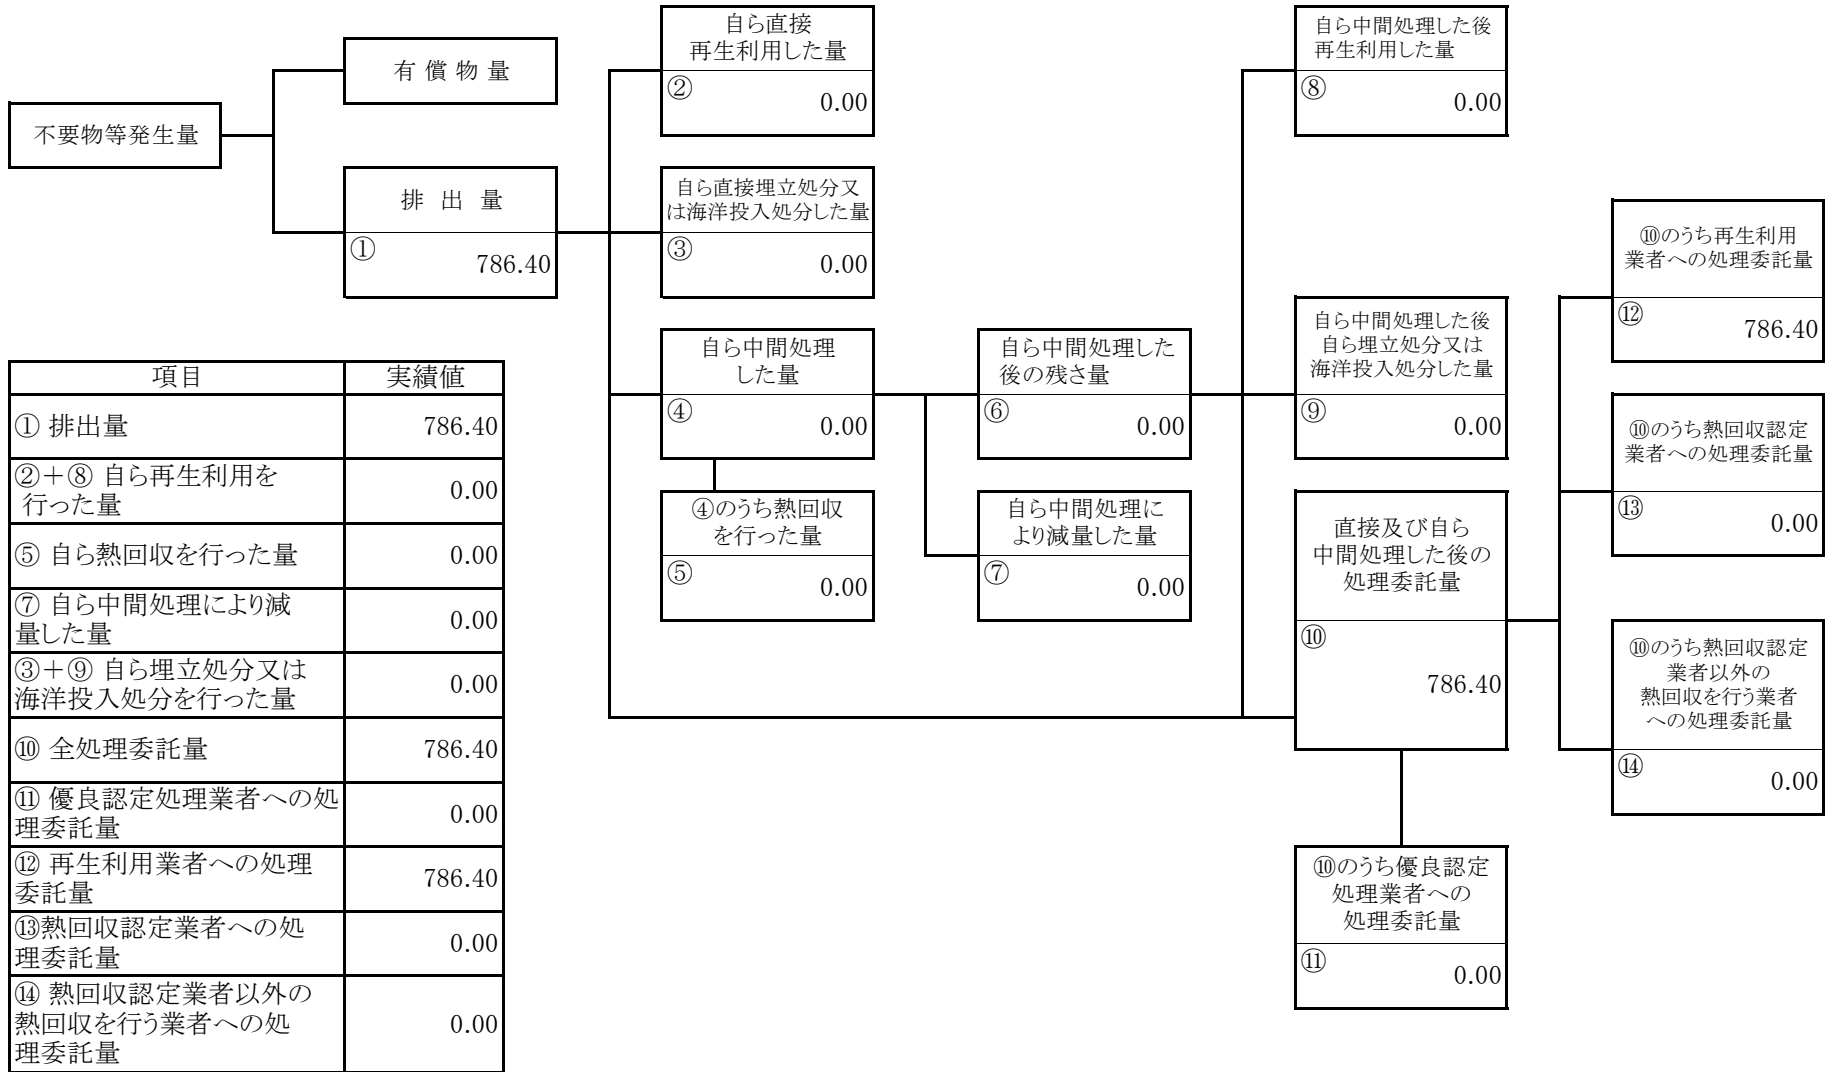 不要物等発生量
有 償 物 量
排 出 量
①
786.40
自ら直接
再生利用した量
②
0.00
自ら直接埋立処分又
は海洋投入処分した量
③
0.00
自ら中間処理
した量
④
0.00
④のうち熱回収
を行った量
⑤
0.00
自ら中間処理した
後の残さ量
⑥
0.00
自ら中間処理に
より減量した量
⑦
0.00
自ら中間処理した後
再生利用した量
⑧
0.00
自ら中間処理した後
自ら埋立処分又は
海洋投入処分した量
⑨
0.00
直接及び自ら
中間処理した後の
処理委託量
⑩
786.40
⑩のうち優良認定
処理業者への
処理委託量
⑪
0.00
⑩のうち再生利用
業者への処理委託量
⑫
786.40
⑩のうち熱回収認定
業者への処理委託量
⑬
0.00
⑩のうち熱回収認定
業者以外の
熱回収を行う業者
への処理委託量
⑭
0.00
項目 実績値
① 排出量 786.40
②+⑧ 自ら再生利用を
行った量 0.00
⑤ 自ら熱回収を行った量 0.00
⑦ 自ら中間処理により減
量した量 0.00
③+⑨ 自ら埋立処分又は
海洋投入処分を行った量 0.00
⑩ 全処理委託量 786.40
⑪ 優良認定処理業者への処
理委託量 0.00
⑫ 再生利用業者への処理
委託量 786.40
⑬熱回収認定業者への処
理委託量 0.00
⑭ 熱回収認定業者以外の
熱回収を行う業者への処
理委託量 0.00